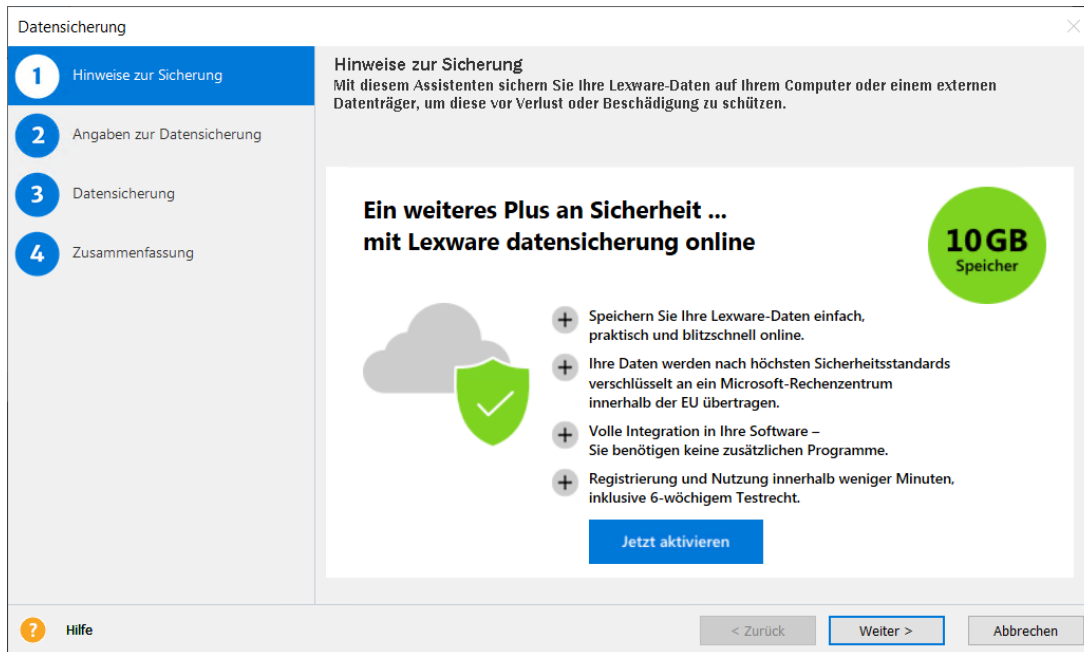 Datensicherung
1 Hinweise zur Sicherung
2 Angaben zur Datensicherung
3 Datensicherung
4 Zusammenfassung
Hinweise zur Sicherung
Mit diesem Assistenten sichern Sie Ihre Lexware-Daten auf Ihrem Computer oder einem externen
Datenträger, um diese vor Verlust oder Beschädigung zu schützen.
Ein weiteres Plus an Sicherheit ...
mit Lexware datensicherung online
10 GB
Speicher
Speichern Sie Ihre Lexware-Daten einfach,
praktisch und blitzschnell online.
Ihre Daten werden nach höchsten Sicherheitsstandards
verschlüsselt an ein Microsoft-Rechenzentrum
innerhalb der EU übertragen.
Volle Integration in Ihre Software –
Sie benötigen keine zusätzlichen Programme.
Registrierung und Nutzung innerhalb weniger Minuten,
inklusive 6-wöchigem Testrecht.
Jetzt aktivieren
? Hilfe
< Zurück
Weiter >
Abbrechen